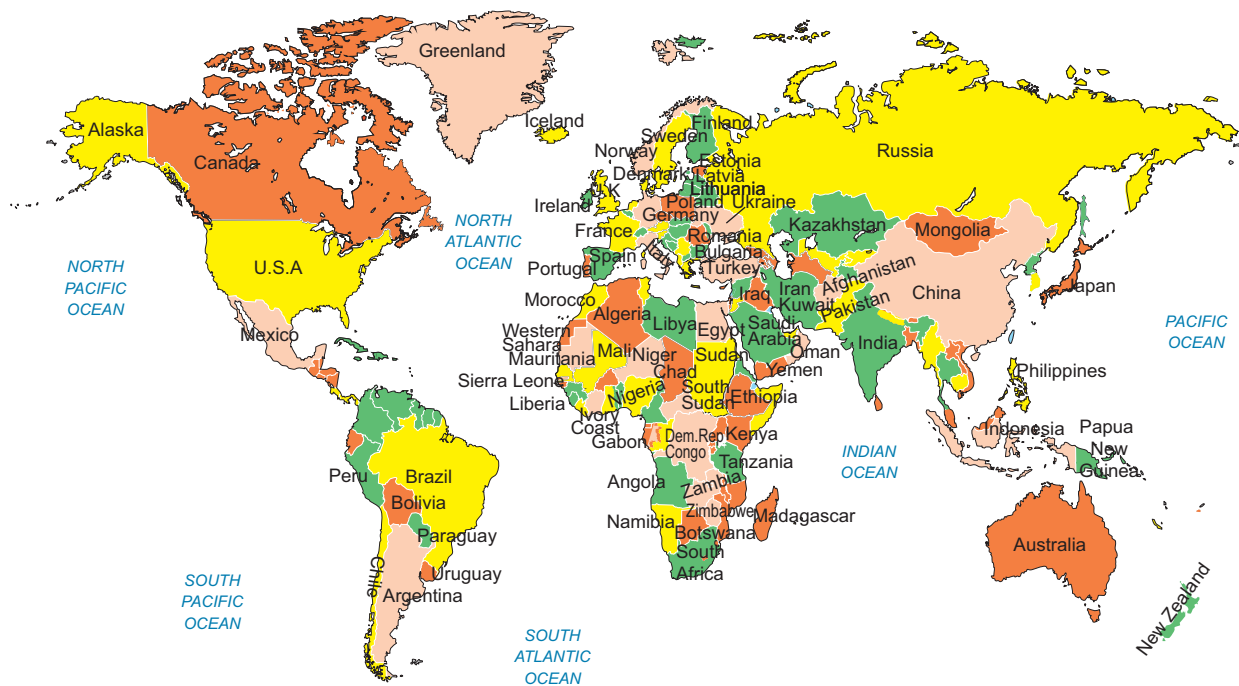 Greenland
Iceland
Alaska
Canada
U.S.A
Mexico
NORTH
PACIFIC
OCEAN
NORTH
ATLANTIC
OCEAN
Finland
Sweden
Norway
Estonia
Denmark
Latvia
U.K
Lithuania
Ireland
Poland
Ukraine
Germany
France
Romania
Bulgaria
Italy
Spain
Portugal
Turkey
Russia
Kazakhstan
Mongolia
Afghanistan
China
Japan
Iraq
Iran
Kuwait
Pakistan
Saudi
Arabia
India
Oman
Yemen
Philippines
PACIFIC
OCEAN
Morocco
Algeria
Libya
Egypt
Western
Sahara
Mauritania
Mali
Niger
Chad
Sudan
Sierra Leone
Nigeria
South
Sudan
Ethiopia
Liberia
Ivory
Coast
Gabon
Dem.Rep
Congo
Kenya
Tanzania
Angola
Zambia
Zimbabwe
Namibia
Botswana
Madagascar
South
Africa
INDIAN
OCEAN
Indonesia
Papua
New
Guinea
Australia
New Zealand
Peru
Brazil
Bolivia
Paraguay
Chile
Uruguay
Argentina
SOUTH
PACIFIC
OCEAN
SOUTH
ATLANTIC
OCEAN